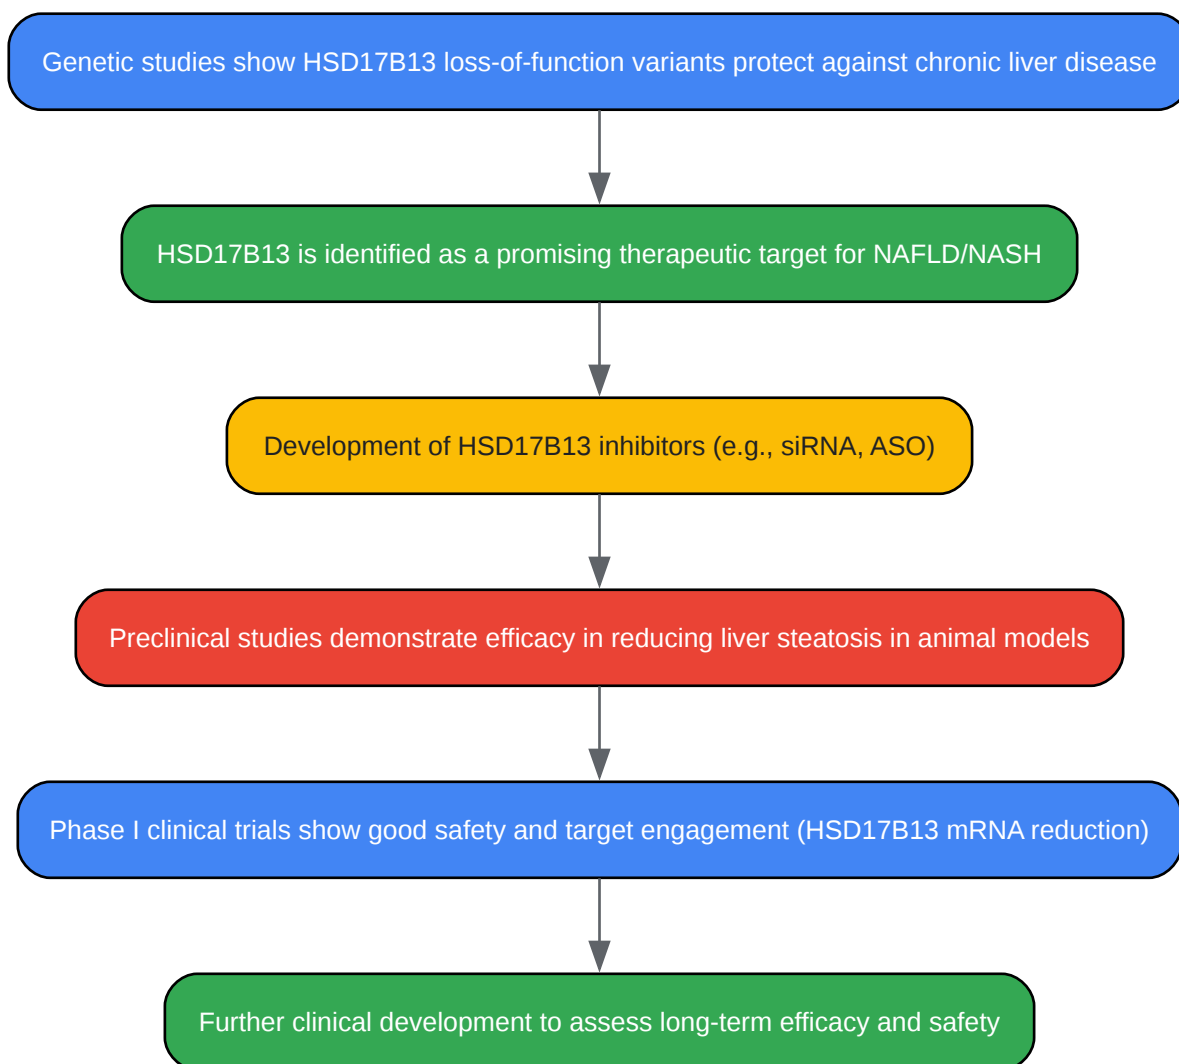 Genetic studies show HSD17B13 loss-of-function variants protect against chronic liver disease
HSD17B13 is identified as a promising therapeutic target for NAFLD/NASH
Development of HSD17B13 inhibitors (e.g., siRNA, ASO)
Preclinical studies demonstrate efficacy in reducing liver steatosis in animal models
Phase I clinical trials show good safety and target engagement (HSD17B13 mRNA reduction)
Further clinical development to assess long-term efficacy and safety